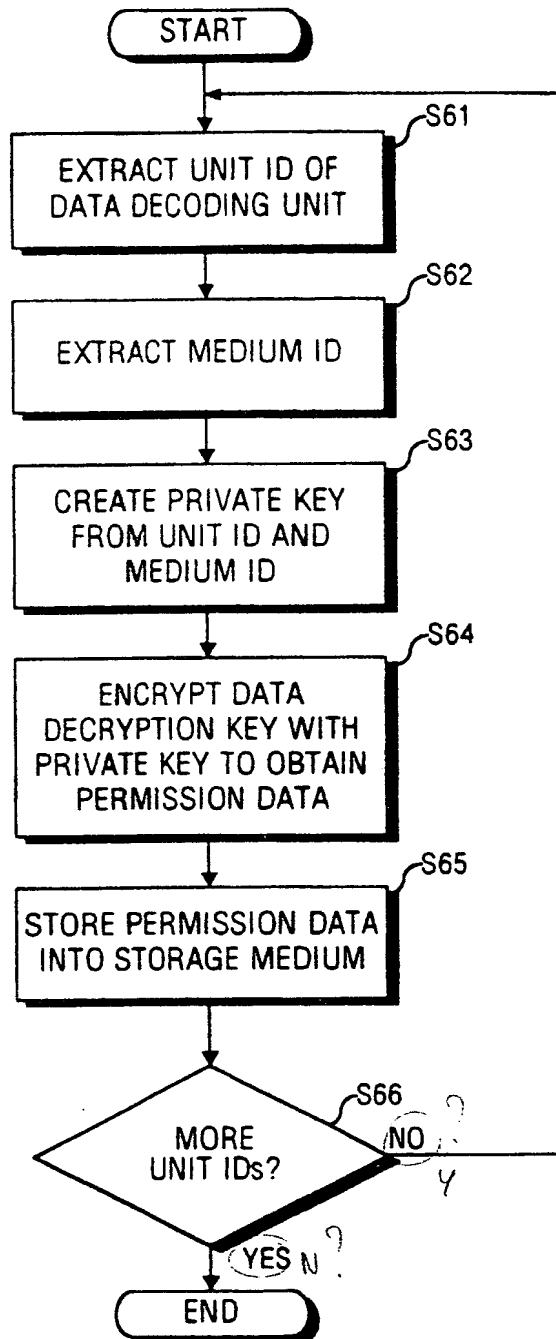 START
S61
EXTRACT UNIT ID OF
DATA DECODING UNIT
S62
EXTRACT MEDIUM ID
S63
CREATE PRIVATE KEY
FROM UNIT ID AND
MEDIUM ID
S64
ENCRYPT DATA
DECRYPTION KEY WITH
PRIVATE KEY TO OBTAIN
PERMISSION DATA
S65
STORE PERMISSION DATA
INTO STORAGE MEDIUM
S66
MORE
UNIT IDs?
NO ?
Y
YES N?
END